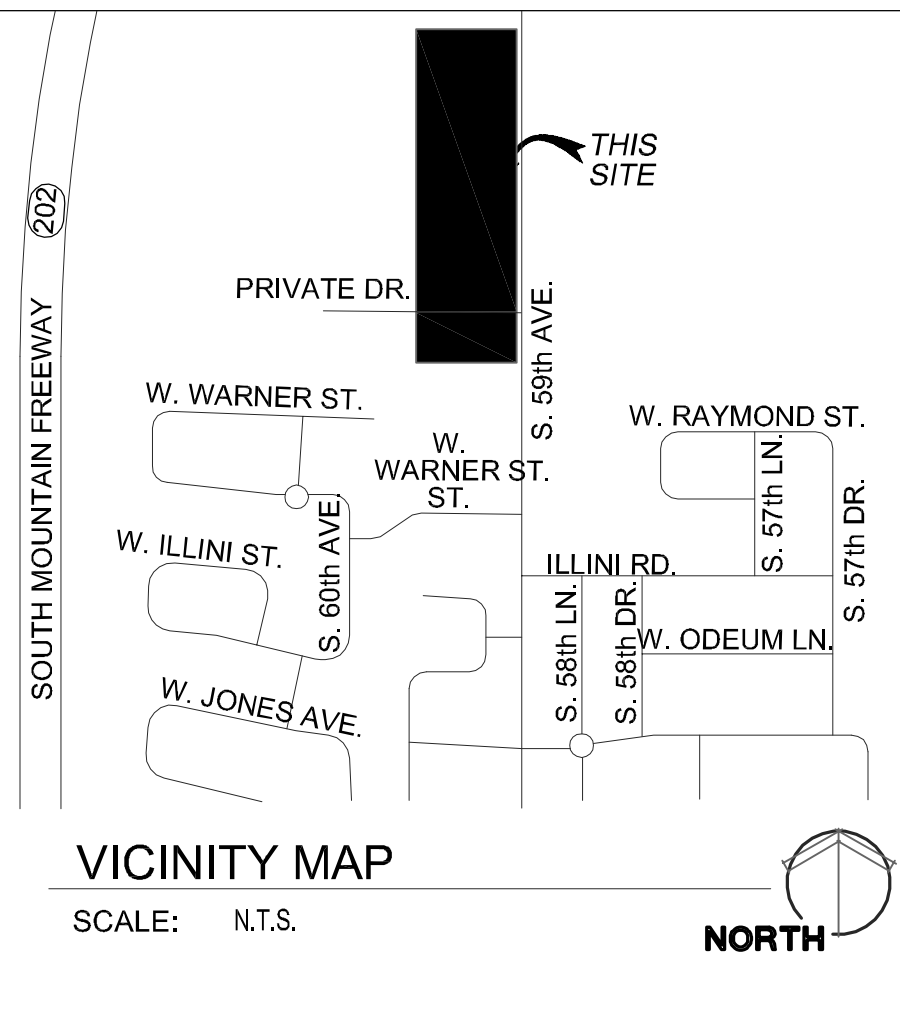 THIS
SITE
202
PRIVATE DR.
S. 59th AVE.
SOUTH MOUNTAIN FREEWAY
W. WARNER ST.
W. RAYMOND ST.
W.
WARNER ST.
ST.
S. 57th LN.
S. 57th DR.
S. 60th AVE.
W. ILLINI ST.
ILLINI RD.
S. 58th LN.
S. 58th DR.
W. ODEUM LN.
W. JONES AVE.
VICINITY MAP
SCALE: N.T.S.
NORTH